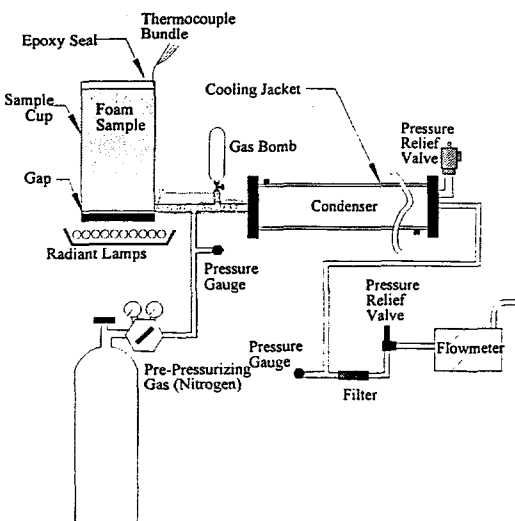 Thermocouple
Bundle
Epoxy Seal
Cooling Jacket
Sample
Cup
Foam
Sample
Pressure
Relief
Valve
Gas Bomb
Gap
Condenser
Radiant Lamps
Pressure
Gauge
Pressure
Relief
Valve
Pre-Pressurizing
Gas (Nitrogen)
Pressure
Gauge
Flowmeter
Filter